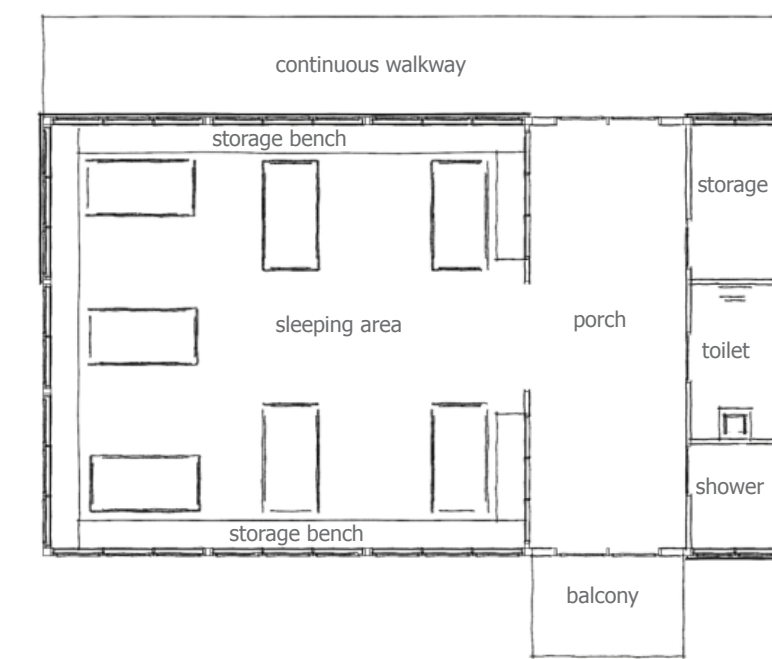 continuous walkway
storage bench
storage
sleeping area
porch
toilet
shower
storage bench
balcony